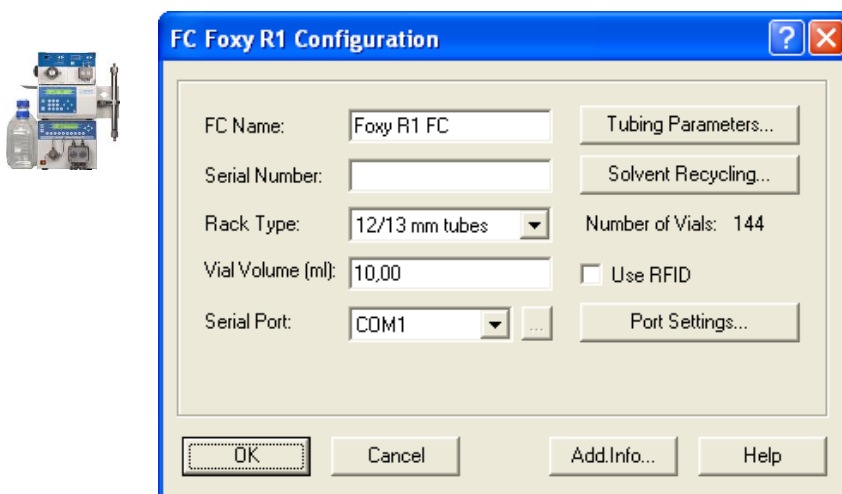 FC Foxy R1 Configuration
FC Name: Foxy R1 FC Tubing Parameters...
Serial Number: Solvent Recycling...
Rack Type: 12/13 mm tubes Number of Vials: 144
Vial Volume (ml): 10,00 Use RFID
Serial Port: COM1 ... Port Settings...
OK Cancel Add.Info... Help